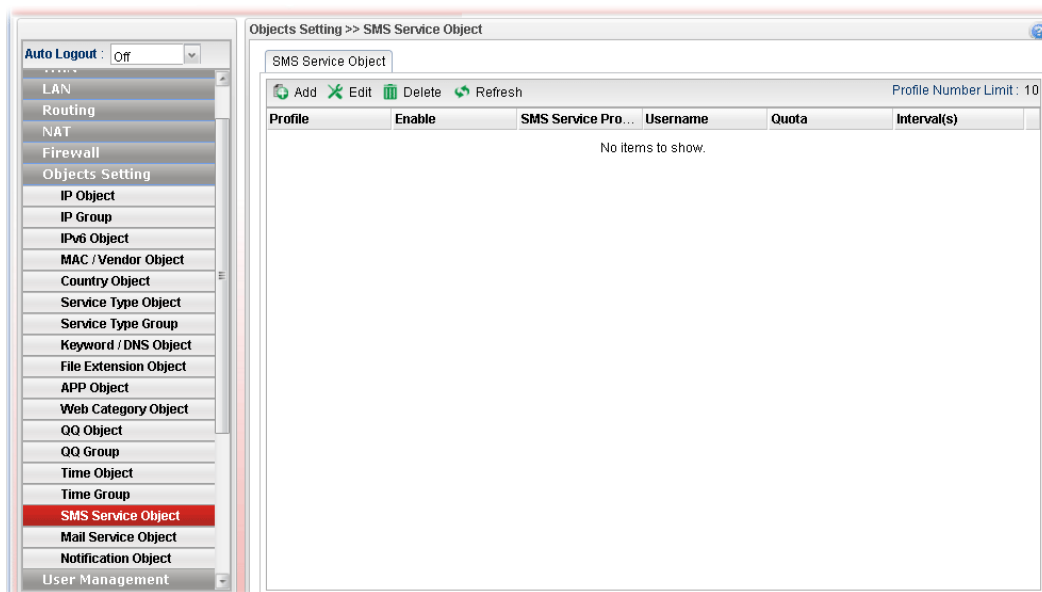 Objects Setting >> SMS Service Object
Auto Logout : Off
LAN
Routing
NAT
Firewall
Objects Setting
IP Object
IP Group
IPv6 Object
MAC / Vendor Object
Country Object
Service Type Object
Service Type Group
Keyword / DNS Object
File Extension Object
APP Object
Web Category Object
QQ Object
QQ Group
Time Object
Time Group
SMS Service Object
Mail Service Object
Notification Object
User Management
SMS Service Object
Add Edit Delete Refresh Profile Number Limit : 10
Profile Enable SMS Service Pro... Username Quota Interval(s)
No items to show.